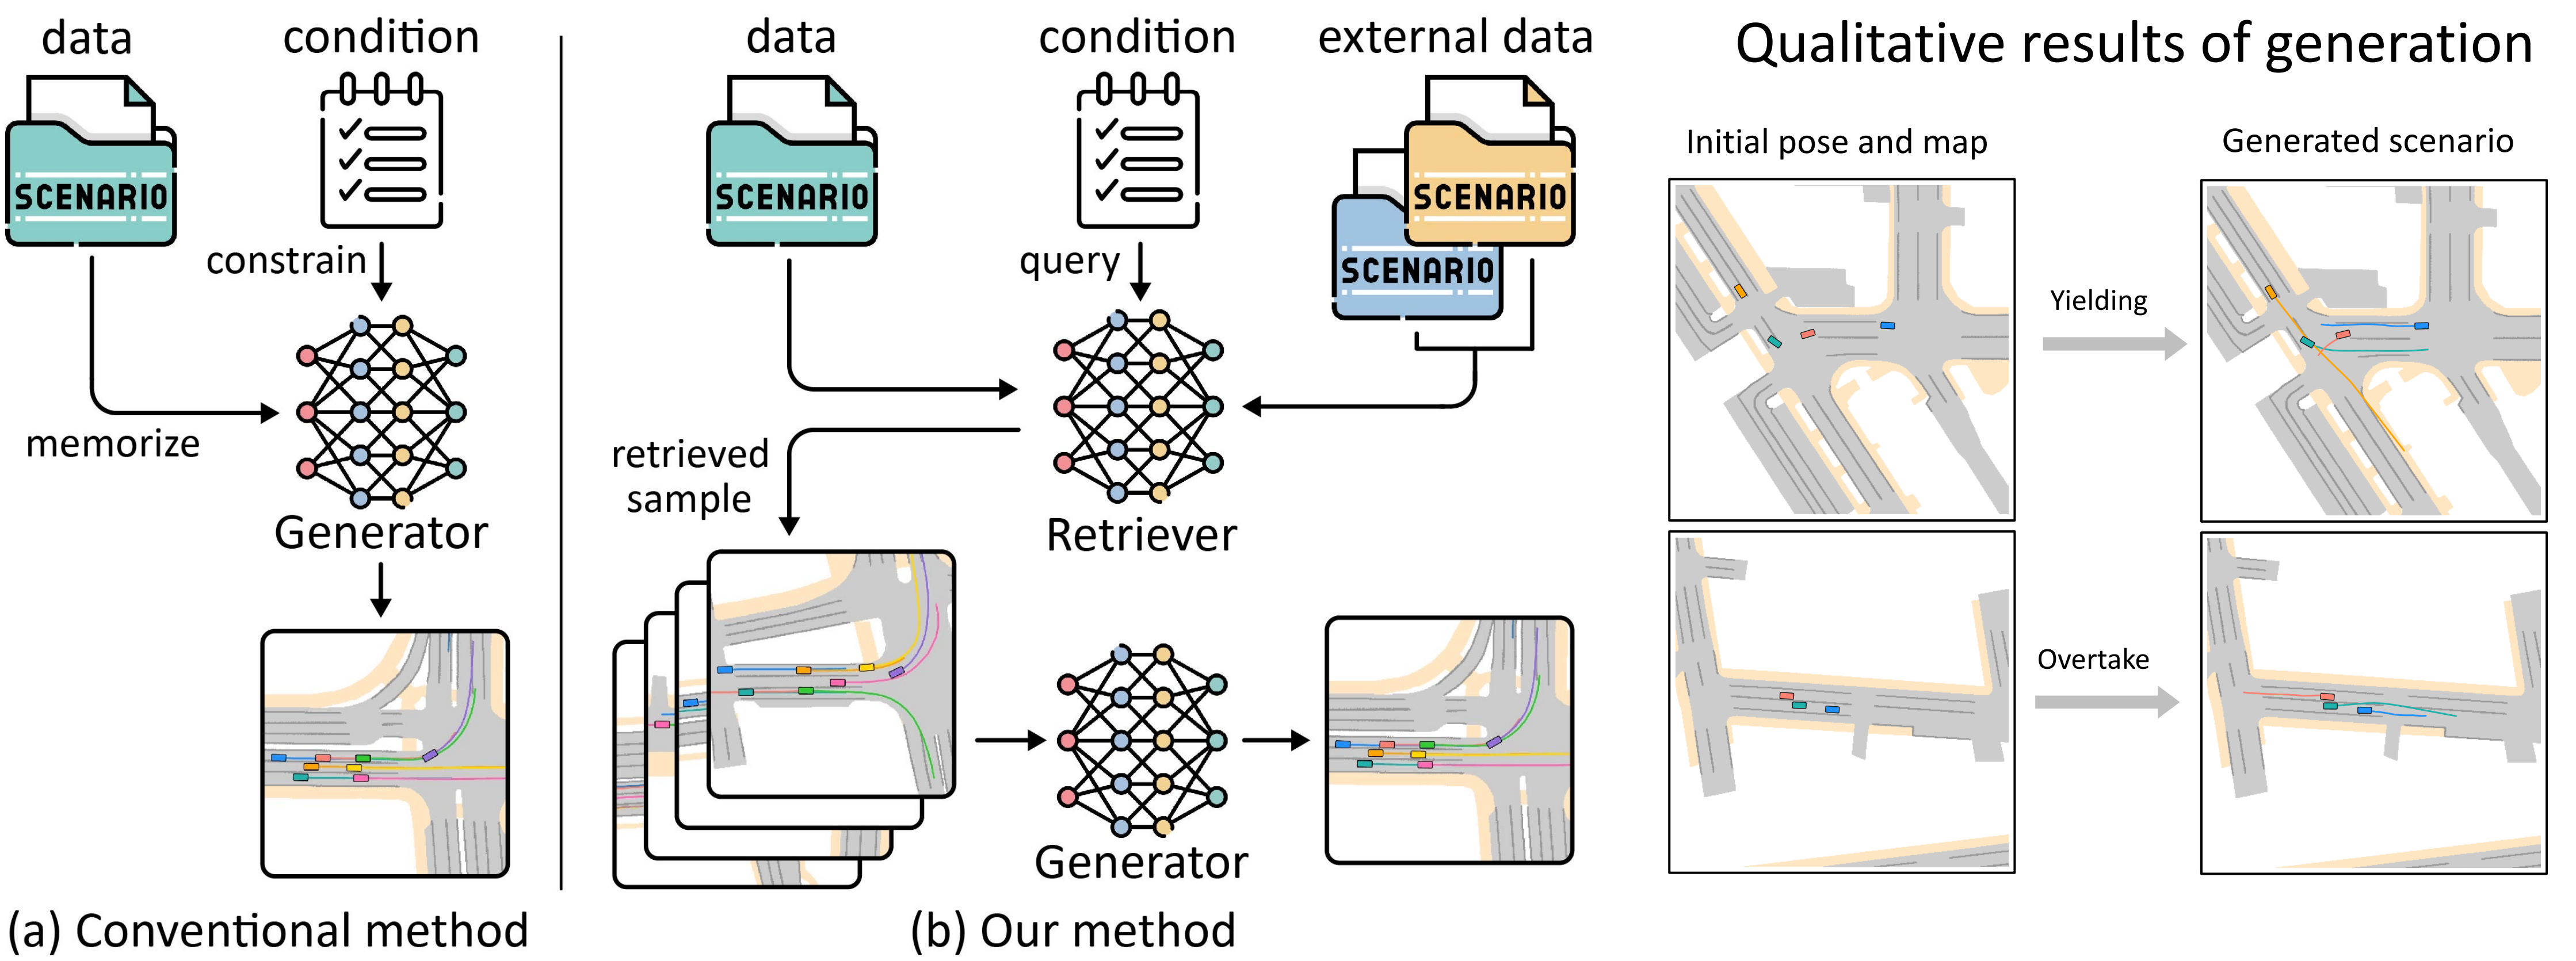 data
condition
SCENARIO
constrain
memorize
Generator
(a) Conventional method
data
condition
external data
SCENARIO
SCENARIO
SCENARIO
query
retrieved
sample
Retriever
Generator
(b) Our method
Qualitative results of generation
Initial pose and map
Generated scenario
Yielding
Overtake